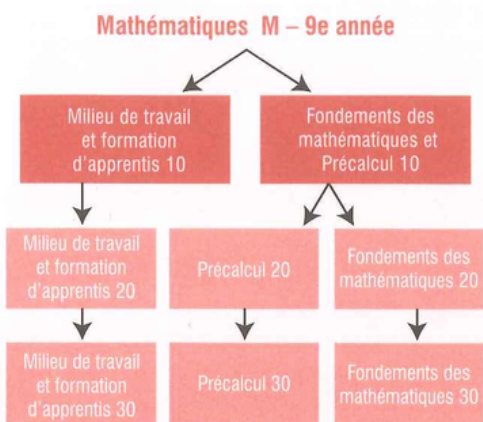 Mathématiques M – 9e année
Milieu de travail
et formation
d'apprentis 10
Fondements des
mathématiques et
Précalcul 10
Milieu de travail
et formation
d'apprentis 20
Précalcul 20
Fondements des
mathématiques 20
Milieu de travail
et formation
d'apprentis 30
Précalcul 30
Fondements des
mathématiques 30